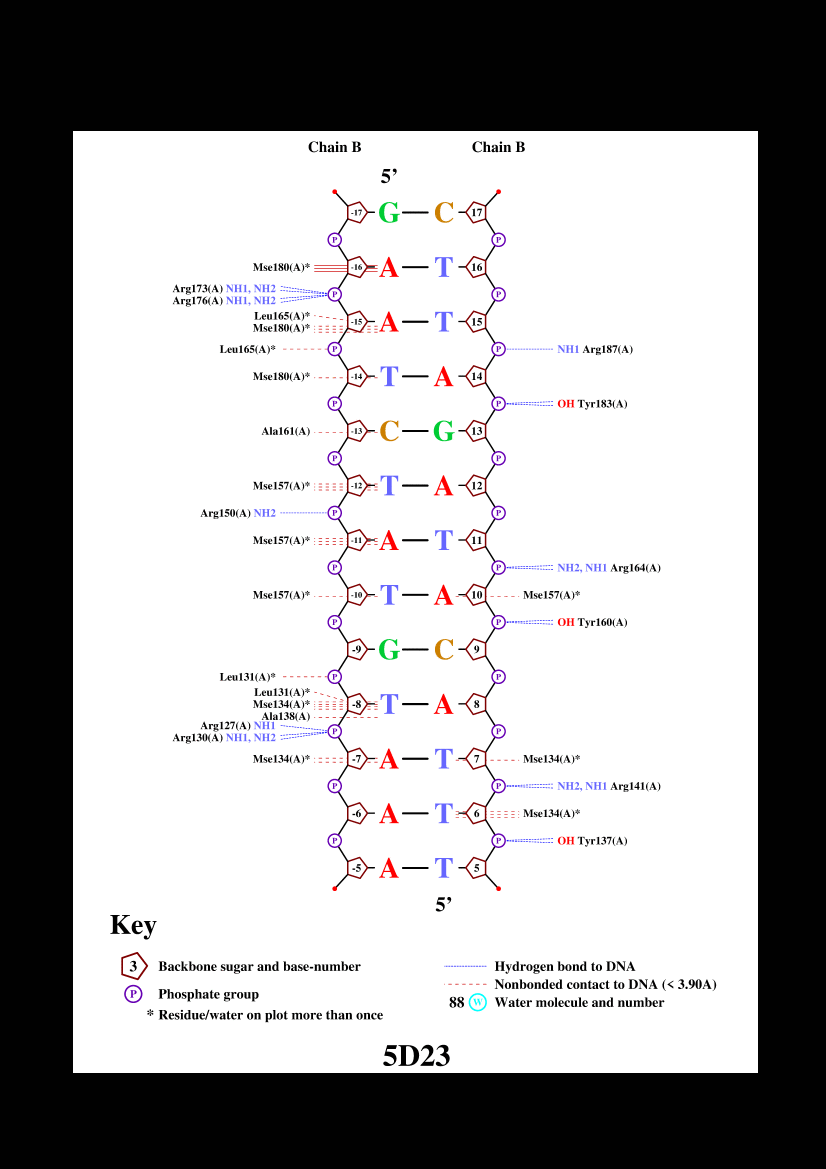 Chain B Chain B
5’
-17 G C 17
P P
Mse180(A)* -16 A T 16
Arg173(A) NH1, NH2
P P
Arg176(A) NH1, NH2
Leu165(A)*
-15 A T 15
Mse180(A)*
Leu165(A)* P P NH1 Arg187(A)
Mse180(A)* -14 T A 14
P P OH Tyr183(A)
Ala161(A) -13 C G 13
P P
Mse157(A)* -12 T A 12
Arg150(A) NH2 P P
Mse157(A)* -11 A T 11
P P NH2, NH1 Arg164(A)
Mse157(A)* -10 T A 10 Mse157(A)*
P P OH Tyr160(A)
-9 G C 9
Leu131(A)* P P
Leu131(A)*
Mse134(A)* -8 T A 8
Ala138(A)
Arg127(A) NH1
P P
Arg130(A) NH1, NH2
Mse134(A)* -7 A T 7 Mse134(A)*
P P NH2, NH1 Arg141(A)
-6 A T 6 Mse134(A)*
P P OH Tyr137(A)
-5 A T 5
5’
Key
3 Backbone sugar and base-number
P Phosphate group
* Residue/water on plot more than once
Hydrogen bond to DNA
Nonbonded contact to DNA (< 3.90A)
88 W Water molecule and number
5D23